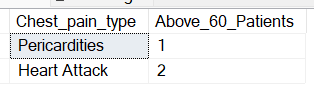 Chest_pain_type Above_60_Patients
Pericardities 1
Heart Attack 2